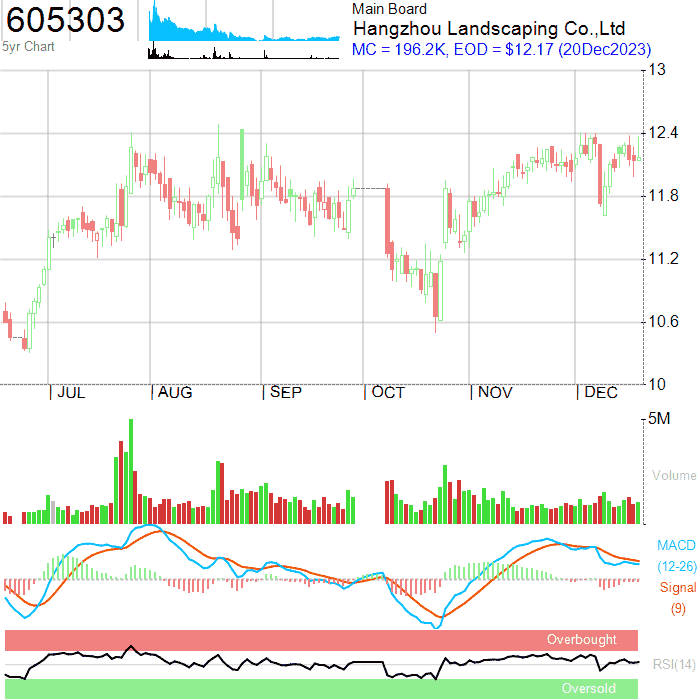 605303
5yr Chart
Main Board
Hangzhou Landscaping Co.,Ltd
MC = 196.2K, EOD = $12.17 (20Dec2023)
13
12.4
11.8
11.2
10.6
10
JUL AUG SEP OCT NOV DEC
5M
Volume
MACD
(12-26)
Signal
(9)
Overbought
RSI(14)
Oversold